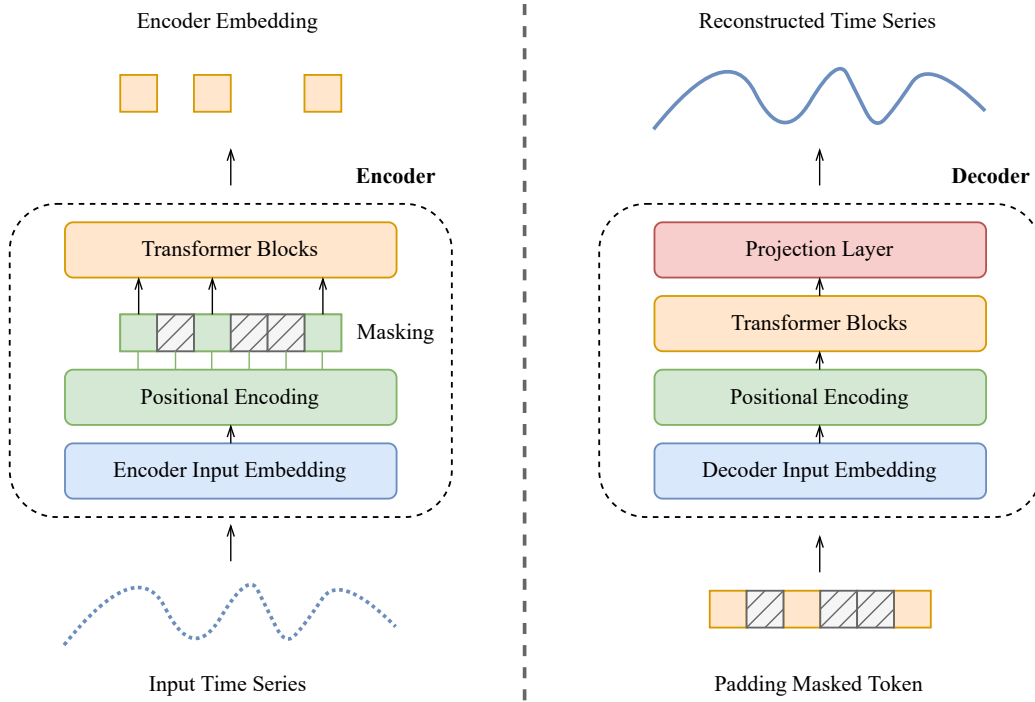 Encoder Embedding
Encoder
Transformer Blocks
Masking
Positional Encoding
Encoder Input Embedding
Input Time Series
Reconstructed Time Series
Decoder
Projection Layer
Transformer Blocks
Positional Encoding
Decoder Input Embedding
Padding Masked Token